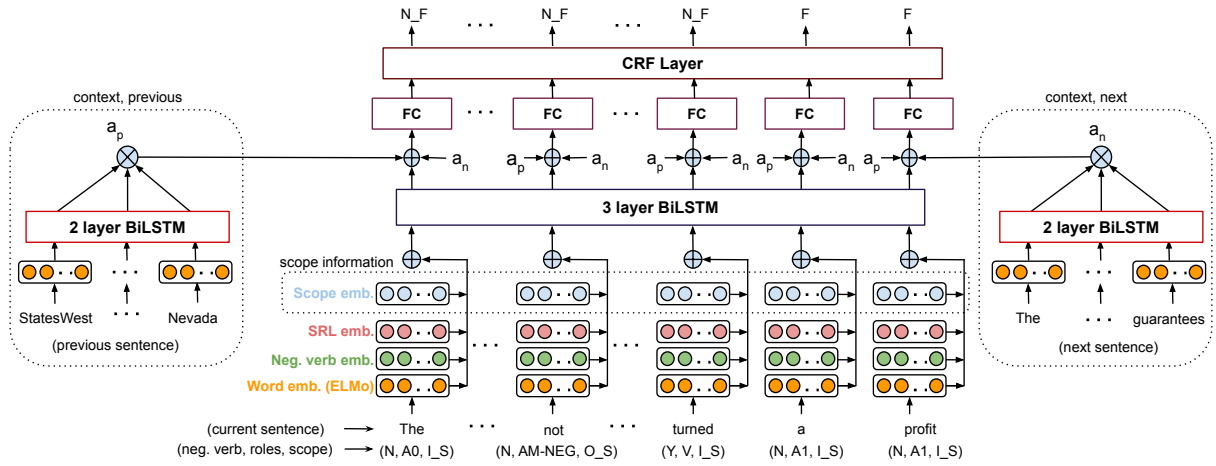 N_F . . . N_F . . . N_F F F
CRF Layer
context, previous
context, next
FC . . . FC . . . FC FC FC
a_p
a_n
a_n a_p a_n a_p a_n a_p a_n a_p
3 layer BiLSTM
2 layer BiLSTM
2 layer BiLSTM
scope information
Scope emb.
StatesWest . . . Nevada
The . . . guarantees
SRL emb.
(previous sentence)
(next sentence)
Neg. verb emb.
Word emb. (ELMo)
(current sentence) The . . . not . . . turned a profit
(neg. verb, roles, scope) (N, A0, I_S) (N, AM-NEG, O_S) (Y, V, I_S) (N, A1, I_S) (N, A1, I_S)